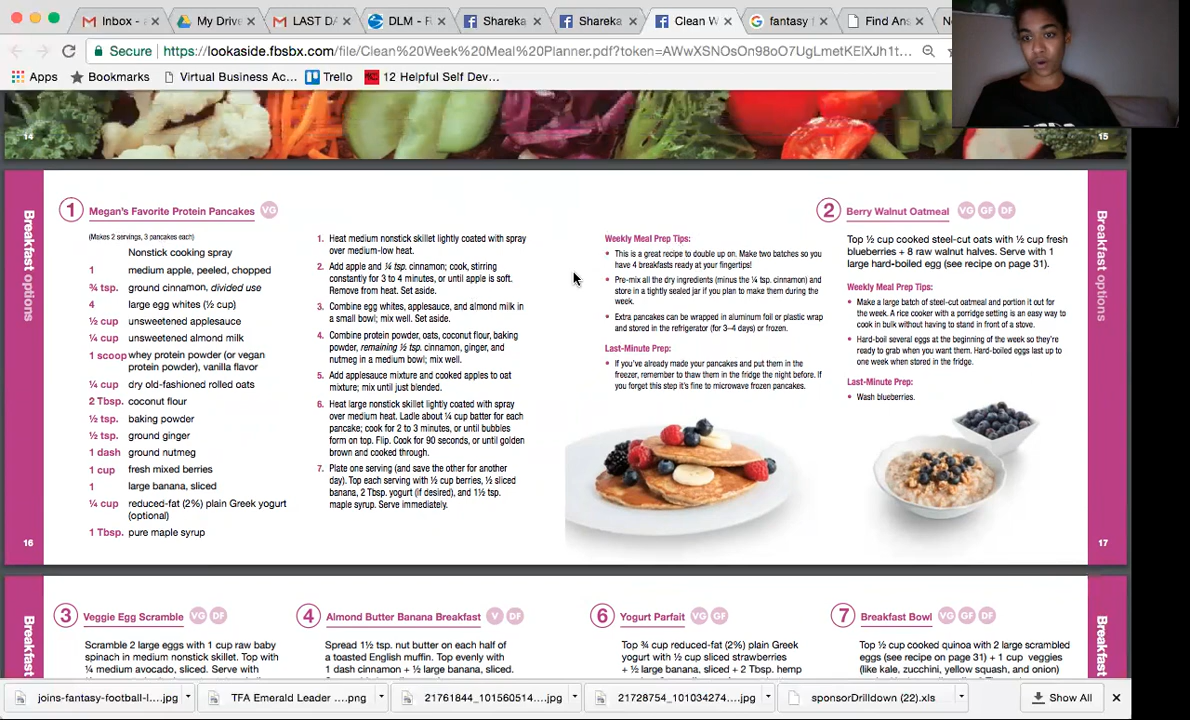 Inbox - a
My Drive
LAST DA
DLM - Fu
Shareka
Shareka
Clean W
fantasy f
Find Ans
Secure
https://lookaside.fbsbx.com/file/Clean%20Week%20Meal%20Planner.pdf?token=AWwXSNOsOn98oO7UgLmetKElXJh1t...
Apps
Bookmarks
Virtual Business Ac...
Trello
12 Helpful Self Dev...
14
15
Breakfast options
1 Megan's Favorite Protein Pancakes VG
(Makes 2 servings, 3 pancakes each)
Nonstick cooking spray
1 medium apple, peeled, chopped
¾ tsp. ground cinnamon, divided use
4 large egg whites (½ cup)
½ cup unsweetened applesauce
¼ cup unsweetened almond milk
1 scoop whey protein powder (or vegan
protein powder), vanilla flavor
¼ cup dry old-fashioned rolled oats
2 Tbsp. coconut flour
½ tsp. baking powder
½ tsp. ground ginger
1 dash ground nutmeg
1 cup fresh mixed berries
1 large banana, sliced
¼ cup reduced-fat (2%) plain Greek yogurt
(optional)
1 Tbsp. pure maple syrup
16
1. Heat medium nonstick skillet lightly coated with spray
over medium-low heat.
2. Add apple and ¼ tsp. cinnamon; cook, stirring
constantly for 3 to 4 minutes, or until apple is soft.
Remove from heat. Set aside.
3. Combine egg whites, applesauce, and almond milk in
a small bowl; mix well. Set aside.
4. Combine protein powder, oats, coconut flour, baking
powder, remaining ½ tsp. cinnamon, ginger, and
nutmeg in a medium bowl; mix well.
5. Add applesauce mixture and cooked apples to oat
mixture; mix until just blended.
6. Heat large nonstick skillet lightly coated with spray
over medium heat. Ladle about ¼ cup batter for each
pancake; cook for 2 to 3 minutes, or until bubbles
form on top. Flip. Cook for 90 seconds, or until golden
brown and cooked through.
7. Plate one serving (and save the other for another
day). Top each serving with ½ cup berries, ½ sliced
banana, 2 Tbsp. yogurt (if desired), and 1½ tsp.
maple syrup. Serve immediately.
Weekly Meal Prep Tips:
• This is a great recipe to double up on. Make two batches so you
have 4 breakfasts ready at your fingertips!
• Pre-mix all the dry ingredients (minus the ¼ tsp. cinnamon) and
store in a tightly sealed jar if you plan to make them during the
week.
• Extra pancakes can be wrapped in aluminum foil or plastic wrap
and stored in the refrigerator (for 3–4 days) or frozen.
Last-Minute Prep:
• If you've already made your pancakes and put them in the
freezer, remember to thaw them in the fridge the night before. If
you forget this step it's fine to microwave frozen pancakes.
2 Berry Walnut Oatmeal VG GF DF
Top ½ cup cooked steel-cut oats with ½ cup fresh
blueberries + 8 raw walnut halves. Serve with 1
large hard-boiled egg (see recipe on page 31).
Weekly Meal Prep Tips:
• Make a large batch of steel-cut oatmeal and portion it out for
the week. A rice cooker with a porridge setting is an easy way to
cook in bulk without having to stand in front of a stove.
• Hard-boil several eggs at the beginning of the week so they're
ready to grab when you want them. Hard-boiled eggs last up to
one week when stored in the fridge.
Last-Minute Prep:
• Wash blueberries.
Breakfast options
17
3 Veggie Egg Scramble VG DF
Scramble 2 large eggs with 1 cup raw baby
spinach in medium nonstick skillet. Top with
¼ medium avocado, sliced. Serve with
4 Almond Butter Banana Breakfast V DF
Spread 1½ tsp. nut butter on each half of
a toasted English muffin. Top evenly with
1 dash cinnamon + ½ large banana, sliced.
6 Yogurt Parfait VG GF
Top ¾ cup reduced-fat (2%) plain Greek
yogurt with ½ cup sliced strawberries
+ ½ large banana, sliced + 2 Tbsp. hemp
7 Breakfast Bowl VG GF DF
Top ½ cup cooked quinoa with 2 large scrambled
eggs (see recipe on page 31) + 1 cup veggies
(like kale, zucchini, yellow squash, and onion)
joins-fantasy-football-l....jpg
TFA Emerald Leader ....png
21761844_101560514....jpg
21728754_101034274....jpg
sponsorDrilldown (22).xls
Show All